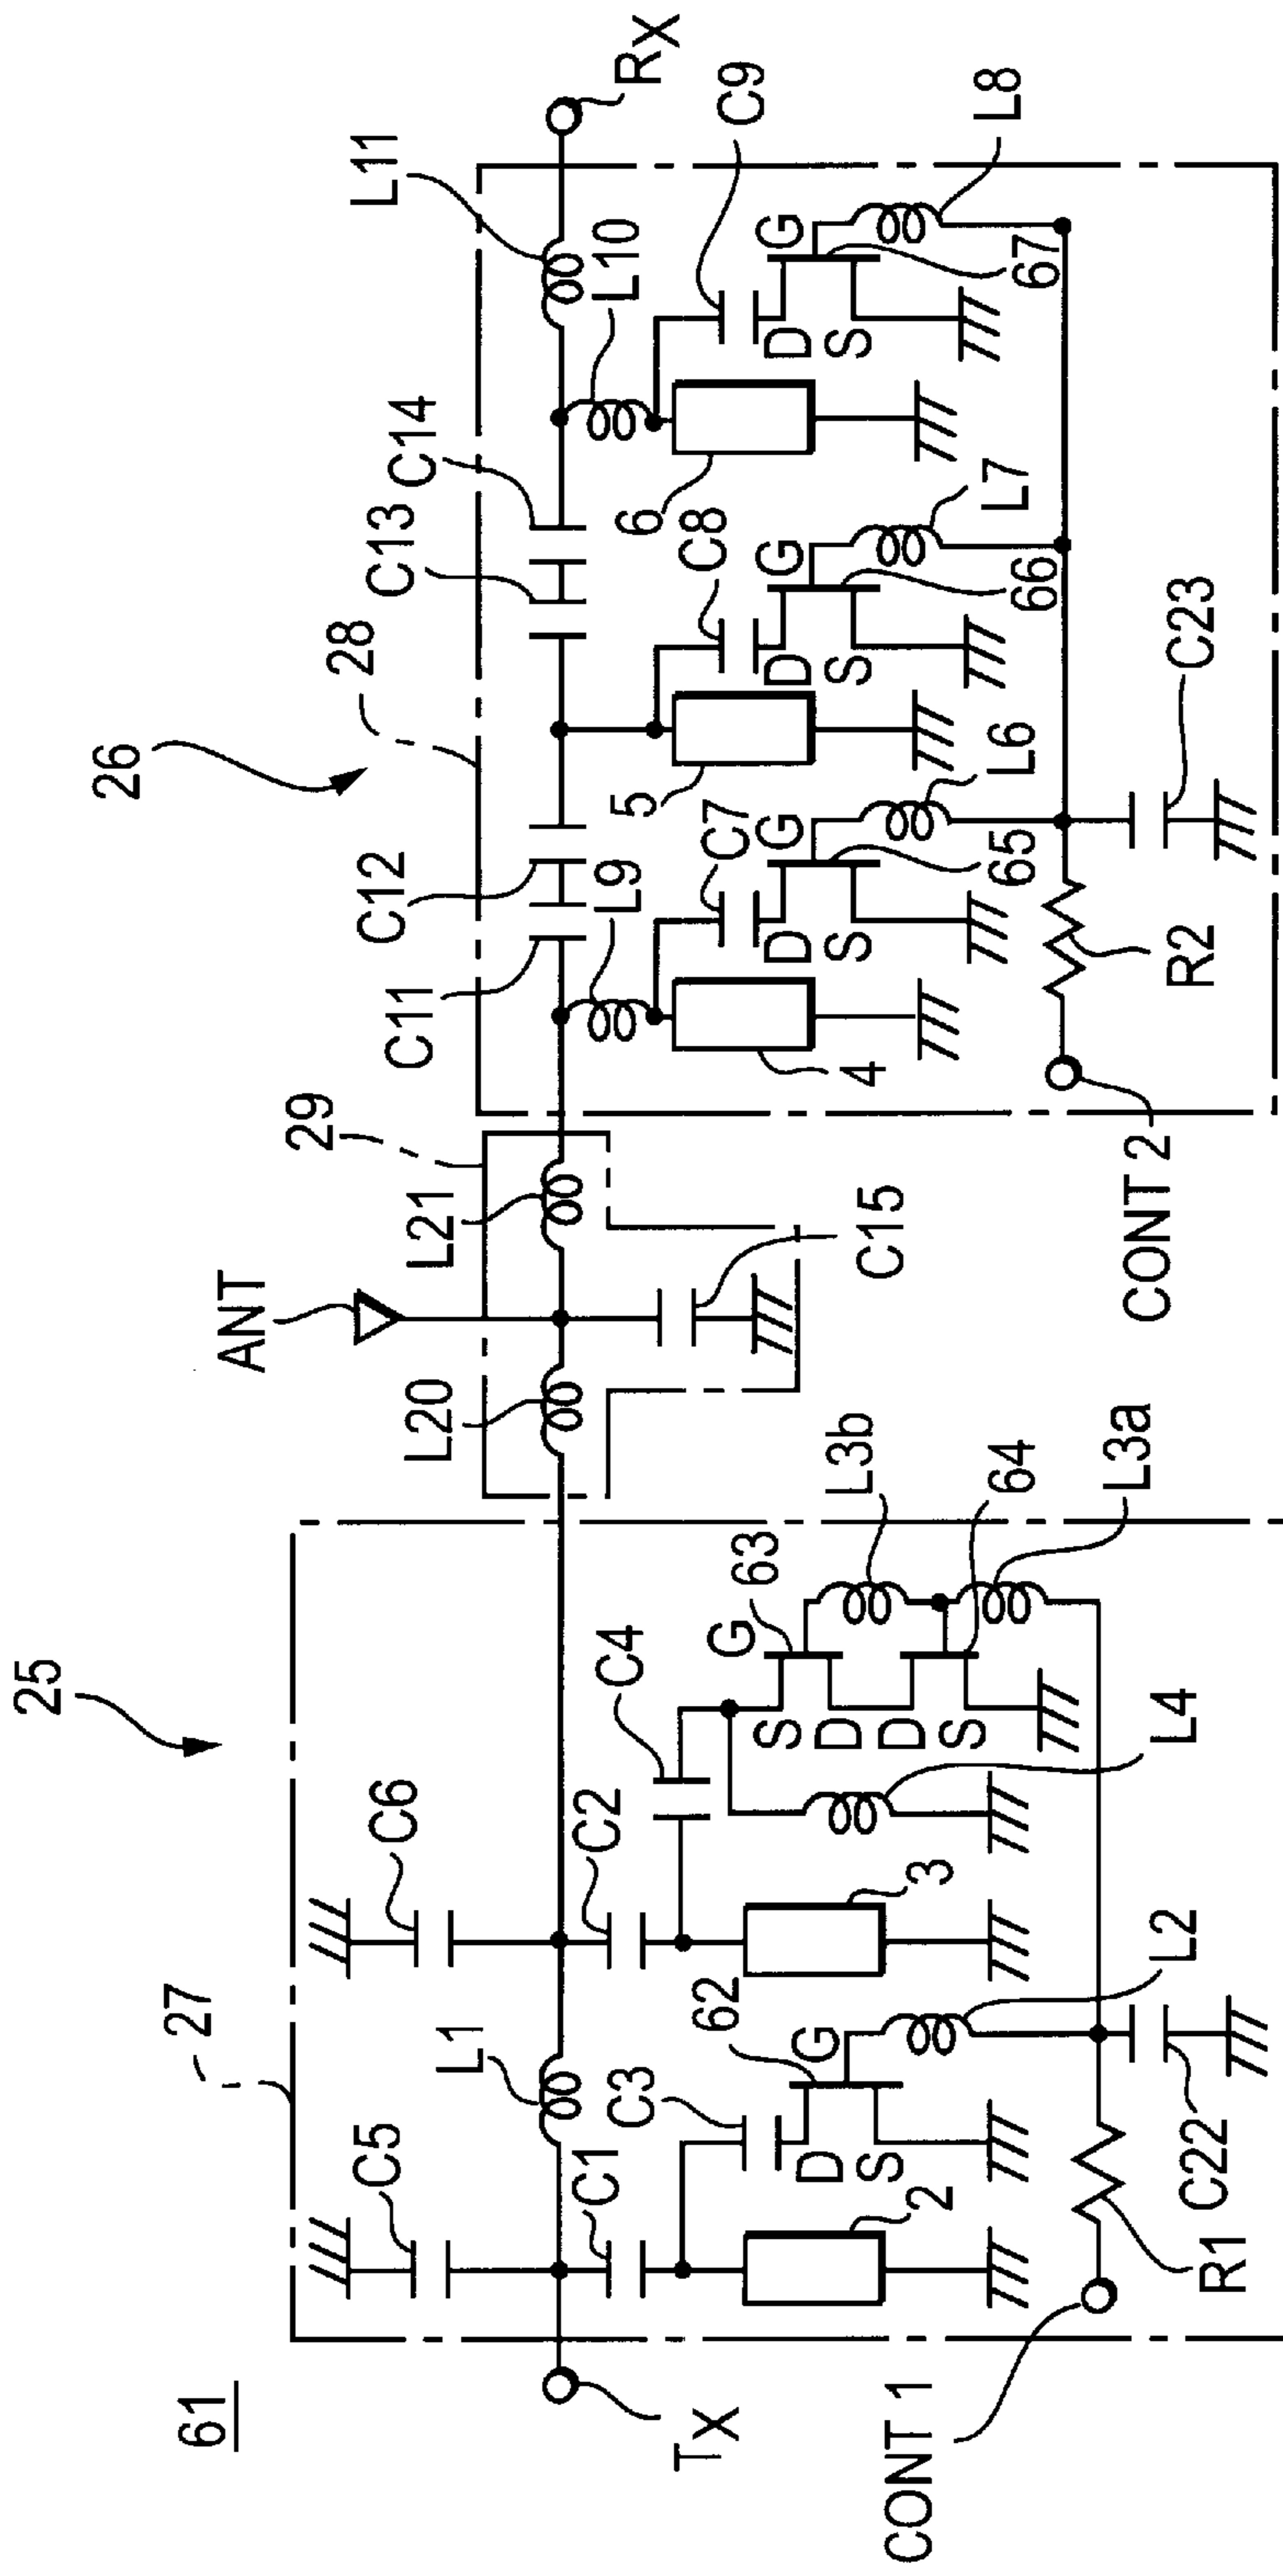 61
25
26
27
28
29
ANT
Tx
Rx
C5
C6
L1
L20
L21
C11
C12
C13
C14
L11
C1
C2
C3
C4
62
63
G
S
D
D
S
L3b
64
L3a
G
D
S
2
3
L4
L2
C22
R1
CONT 1
C15
L9
C7
G
D
S
65
L6
4
5
C8
G
D
S
66
L7
6
L10
C9
G
D
S
67
L8
R2
C23
CONT 2